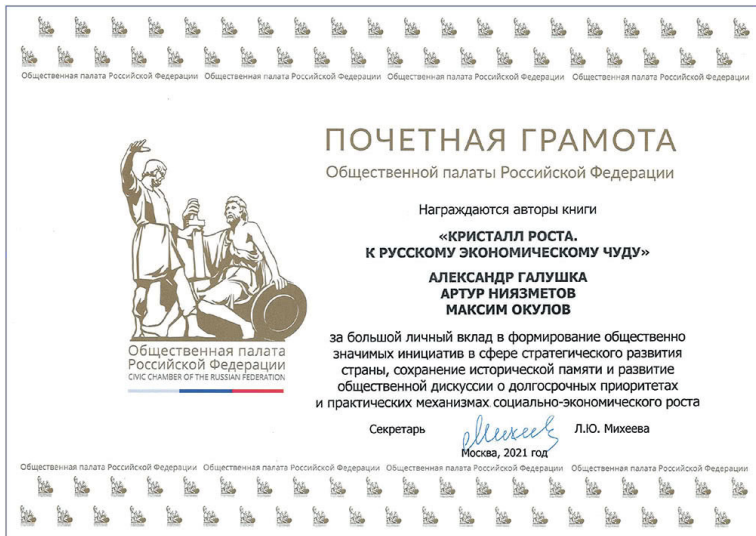 Общественная палата Российской Федерации Общественная палата Российской Федерации Общественная палата Российской Федерации Общественная палата Российской Федерации
ПОЧЕТНАЯ ГРАМОТА
Общественной палаты Российской Федерации
Награждаются авторы книги
«КРИСТАЛЛ РОСТА.
К РУССКОМУ ЭКОНОМИЧЕСКОМУ ЧУДУ»
АЛЕКСАНДР ГАЛУШКА
АРТУР НИЯЗМЕТОВ
МАКСИМ ОКУЛОВ
за большой личный вклад в формирование общественно
значимых инициатив в сфере стратегического развития
страны, сохранение исторической памяти и развитие
общественной дискуссии о долгосрочных приоритетах
и практических механизмах социально-экономического роста
Общественная палата
Российской Федерации
CIVIC CHAMBER OF THE RUSSIAN FEDERATION
Секретарь Л.Ю. Михеева
Москва, 2021 год
Общественная палата Российской Федерации Общественная палата Российской Федерации Общественная палата Российской Федерации Общественная палата Российской Федерации